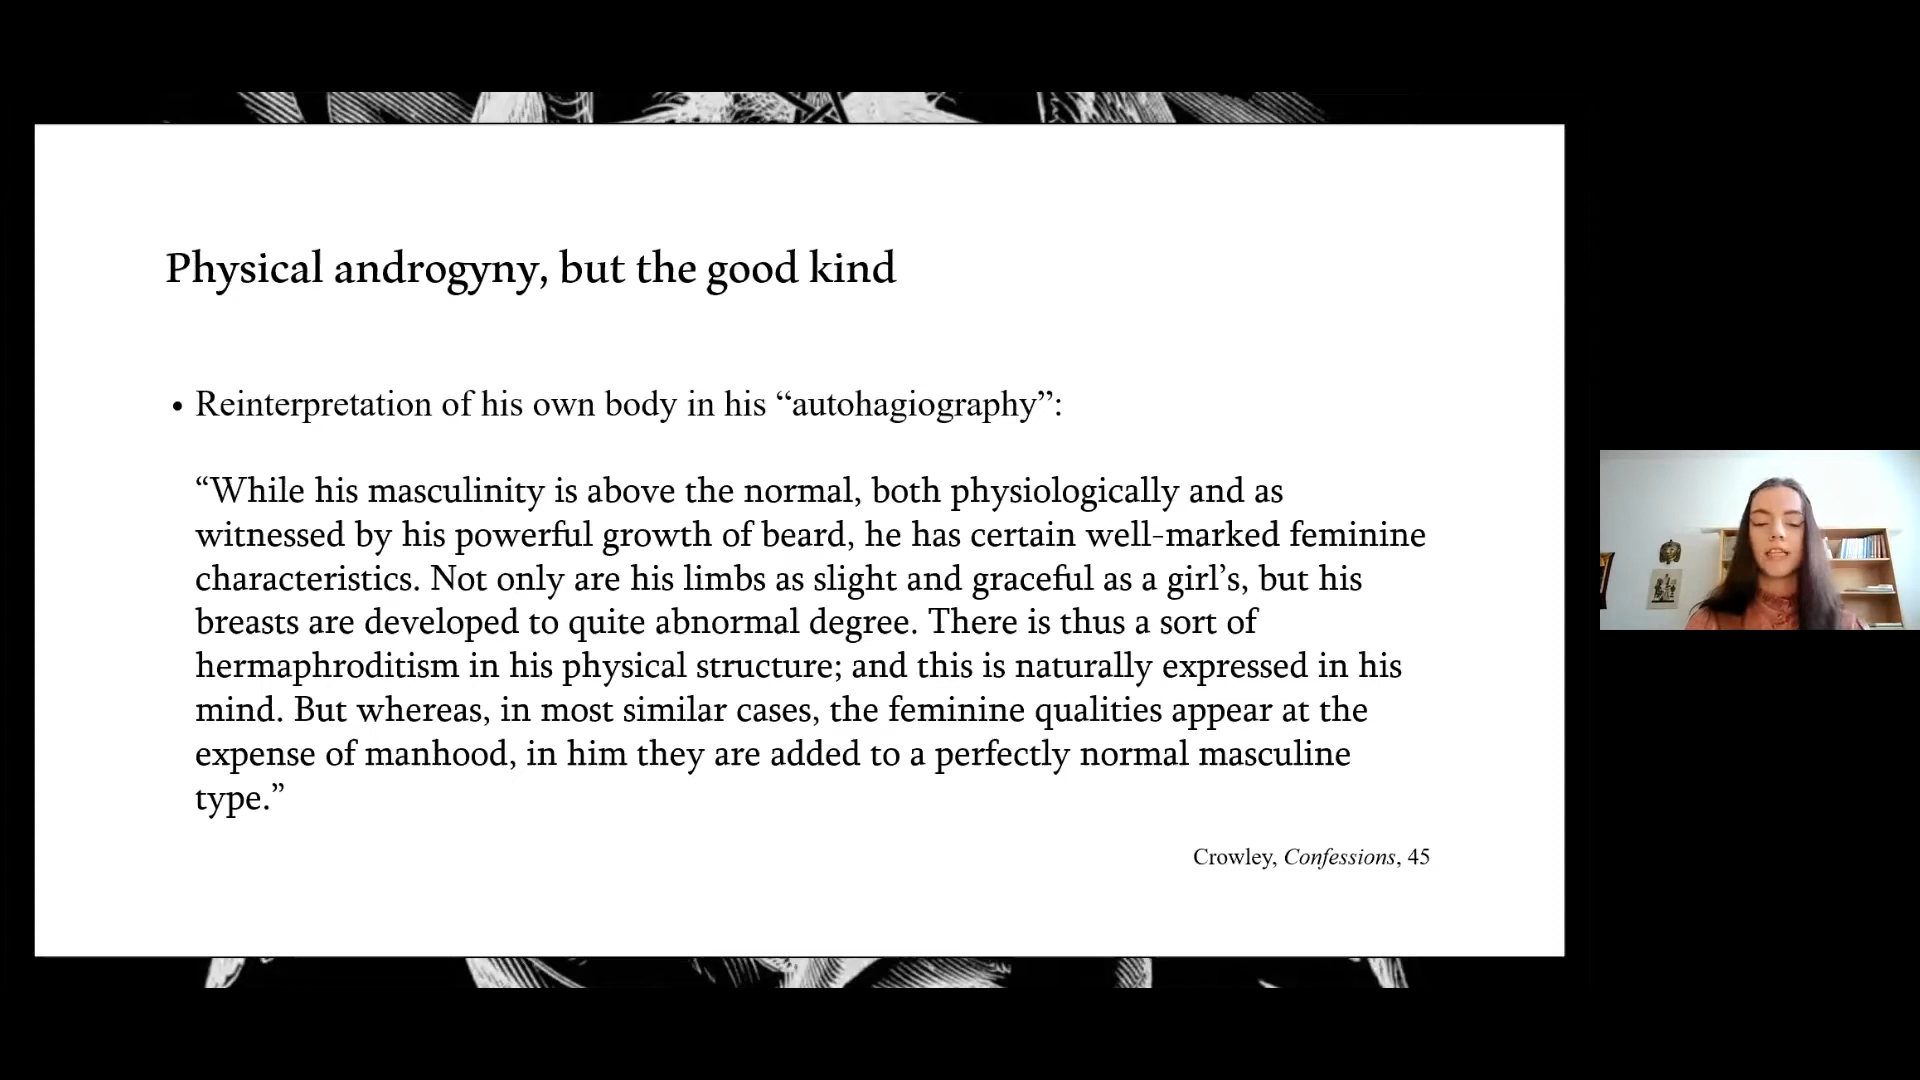 Physical androgyny, but the good kind
• Reinterpretation of his own body in his “autohagiography”:
“While his masculinity is above the normal, both physiologically and as
witnessed by his powerful growth of beard, he has certain well-marked feminine
characteristics. Not only are his limbs as slight and graceful as a girl’s, but his
breasts are developed to quite abnormal degree. There is thus a sort of
hermaphroditism in his physical structure; and this is naturally expressed in his
mind. But whereas, in most similar cases, the feminine qualities appear at the
expense of manhood, in him they are added to a perfectly normal masculine
type.”
Crowley, Confessions, 45